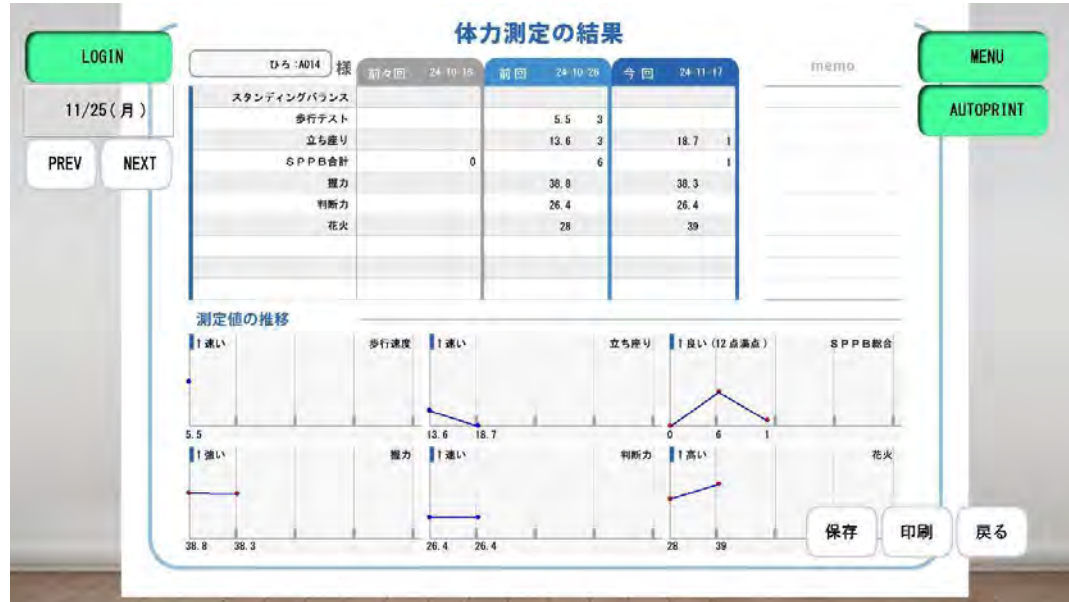 体力測定の結果
LOGIN
MENU
ひろ:A014 様
前々回 24-10-15
前回 24-10-26
今回 24-11-17
memo
11/25(月)
AUTOPRINT
PREV
NEXT
スタンディングバランス
歩行テスト 5.5 3
立ち座り 13.6 3 18.7 1
SPPB合計 0 6 1
握力 38.8 38.3
判断力 26.4 26.4
花火 28 39
測定値の推移
↑速い 歩行速度
↑速い 立ち座り
↑良い(12点満点) SPPB総合
5.5
13.6 18.7
0 6 1
↑強い 握力
↑速い 判断力
↑高い 花火
38.8 38.3
26.4 26.4
28 39
保存
印刷
戻る